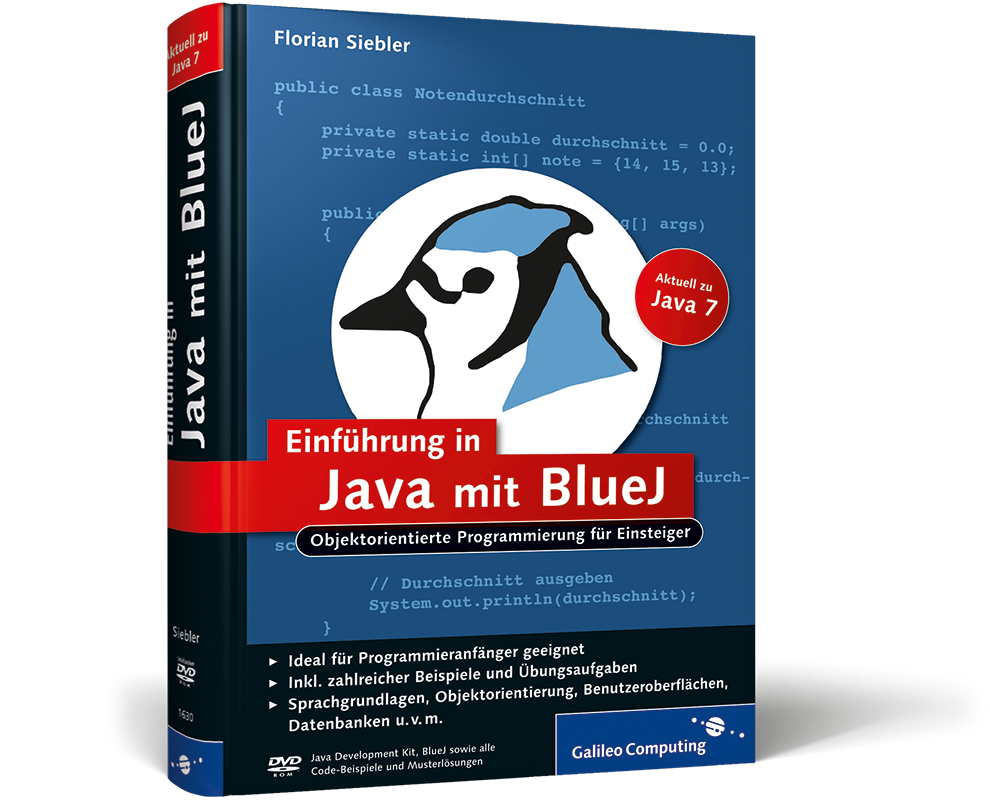 Aktuell zu
Java 7
Einführung in
Java mit BlueJ
Siebler
DVD
ROM
1630
Florian Siebler
public class Notendurchschnitt
{
private static double durchschnitt = 0.0;
private static int[] note = {14, 15, 13};
args)
{
Aktuell zu
Java 7
Einführung in
Java mit BlueJ
Objektorientierte Programmierung für Einsteiger
// Durchschnitt ausgeben
System.out.println(durchschnitt);
}
► Ideal für Programmieranfänger geeignet
► Inkl. zahlreicher Beispiele und Übungsaufgaben
► Sprachgrundlagen, Objektorientierung, Benutzeroberflächen,
Datenbanken u.v.m.
DVD
ROM
Java Development Kit, BlueJ sowie alle
Code-Beispiele und Musterlösungen
Galileo Computing